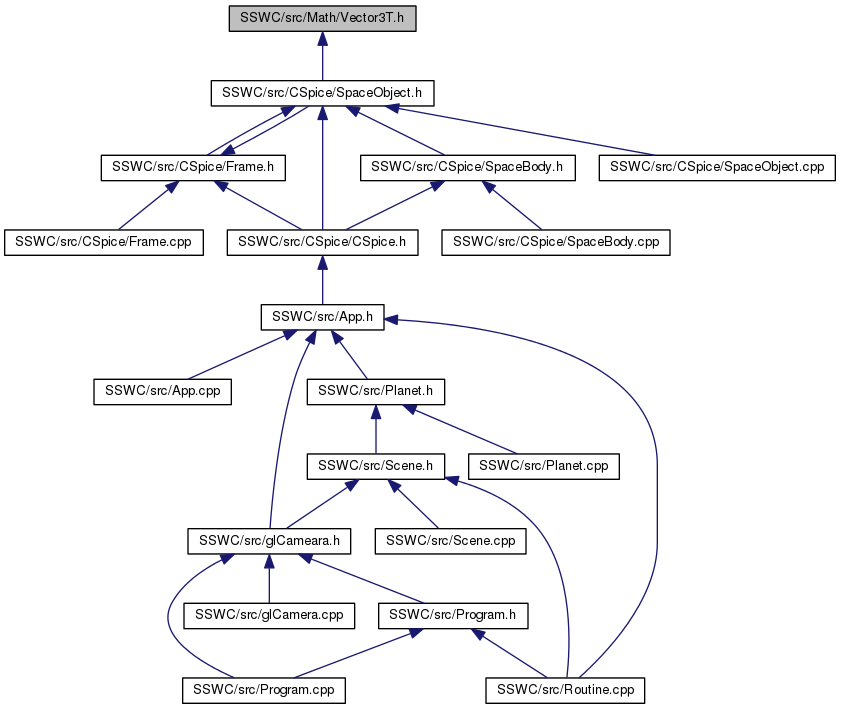 SSWC/src/Math/Vector3T.h
SSWC/src/CSpice/SpaceObject.h
SSWC/src/CSpice/Frame.h
SSWC/src/CSpice/SpaceBody.h
SSWC/src/CSpice/SpaceObject.cpp
SSWC/src/CSpice/Frame.cpp
SSWC/src/CSpice/CSpice.h
SSWC/src/CSpice/SpaceBody.cpp
SSWC/src/App.h
SSWC/src/App.cpp
SSWC/src/Planet.h
SSWC/src/Scene.h
SSWC/src/Planet.cpp
SSWC/src/glCameara.h
SSWC/src/Scene.cpp
SSWC/src/glCamera.cpp
SSWC/src/Program.h
SSWC/src/Program.cpp
SSWC/src/Routine.cpp